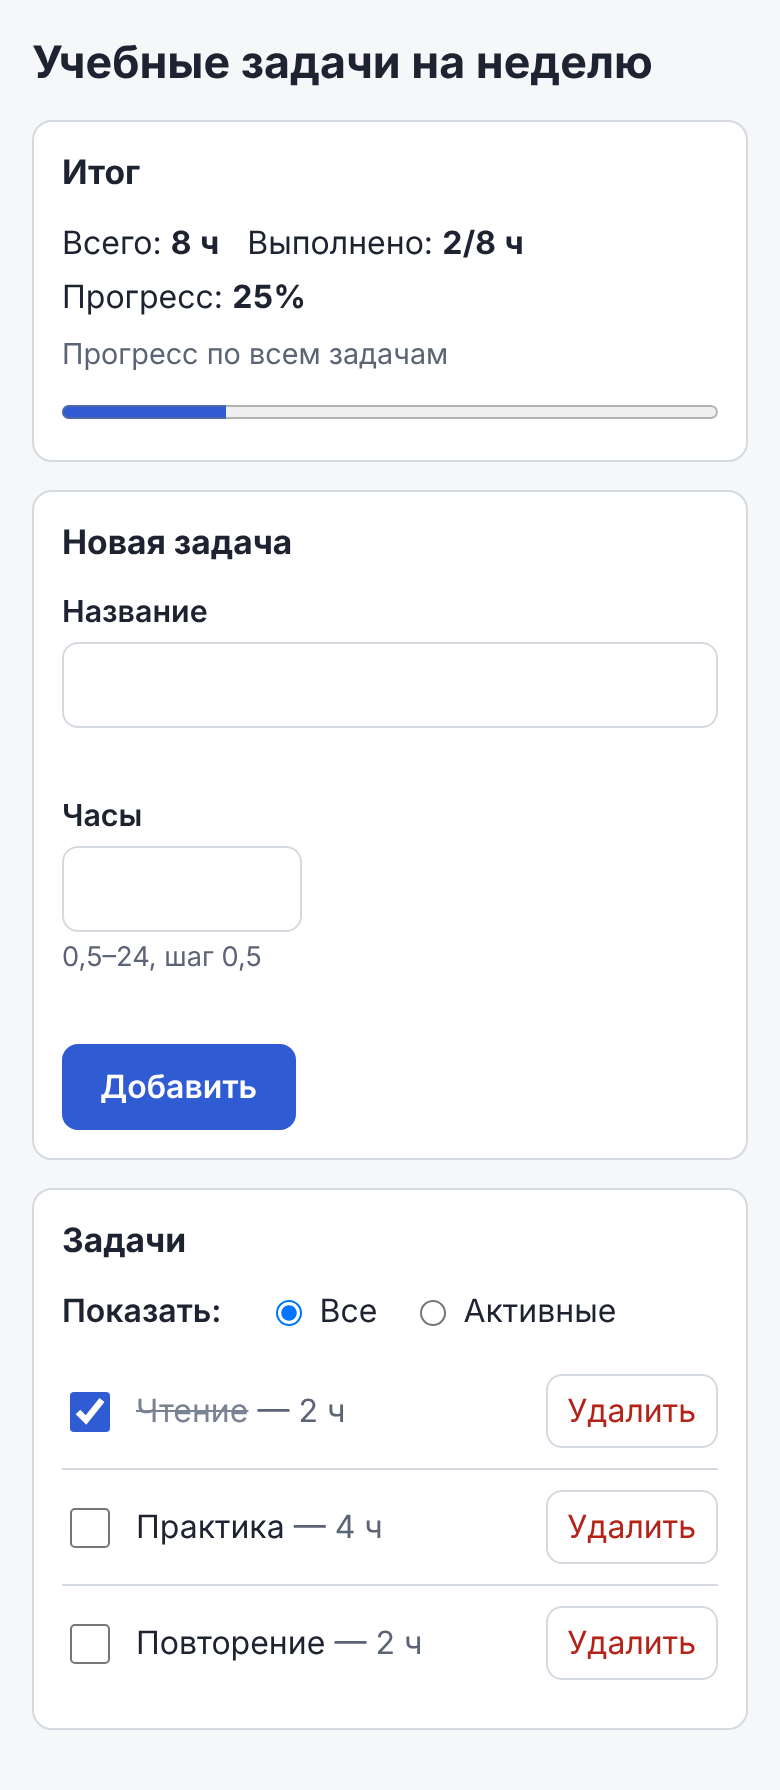 Учебные задачи на неделю
Итог
Всего: 8 ч Выполнено: 2/8 ч
Прогресс: 25%
Прогресс по всем задачам
Новая задача
Название
Часы
0,5–24, шаг 0,5
Добавить
Задачи
Показать: Все Активные
Чтение — 2 ч Удалить
Практика — 4 ч Удалить
Повторение — 2 ч Удалить